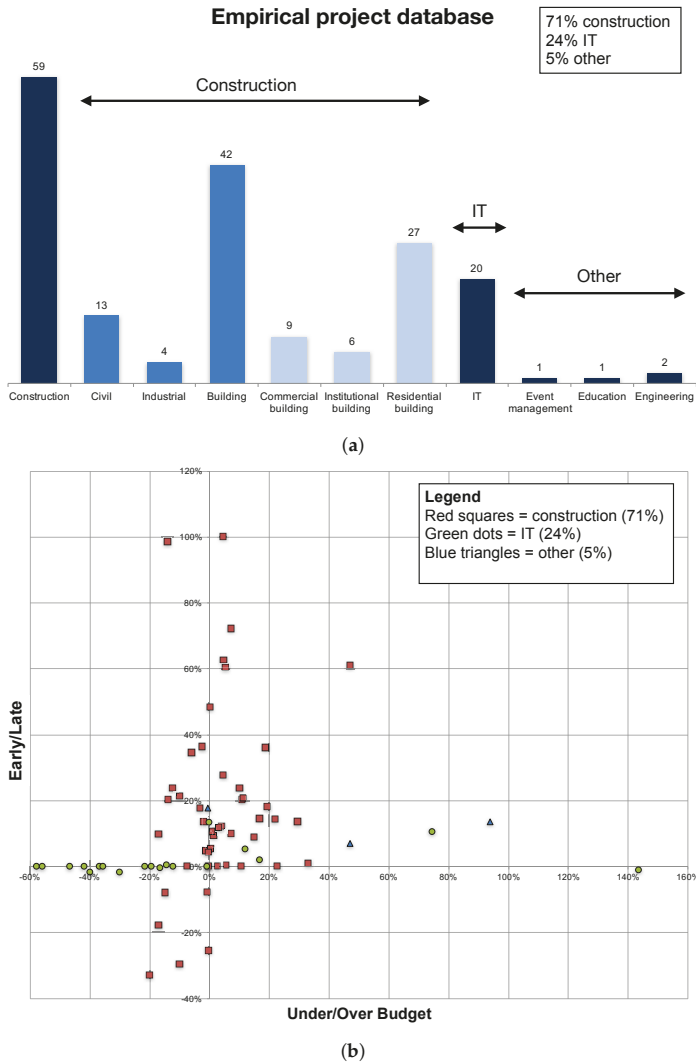 Empirical project database
71% construction
24% IT
5% other
59
Construction
42
IT
27
20
Other
13
9
6
4
1
1
2
Construction
Civil
Industrial
Building
Commercial
building
Institutional
building
Residential
building
IT
Event
management
Education
Engineering
(a)
120%
Legend
Red squares = construction (71%)
Green dots = IT (24%)
Blue triangles = other (5%)
100%
80%
60%
40%
20%
0%
-60%
-40%
-20%
0%
20%
40%
60%
80%
100%
120%
140%
160%
-20%
-40%
Early/Late
Under/Over Budget
(b)